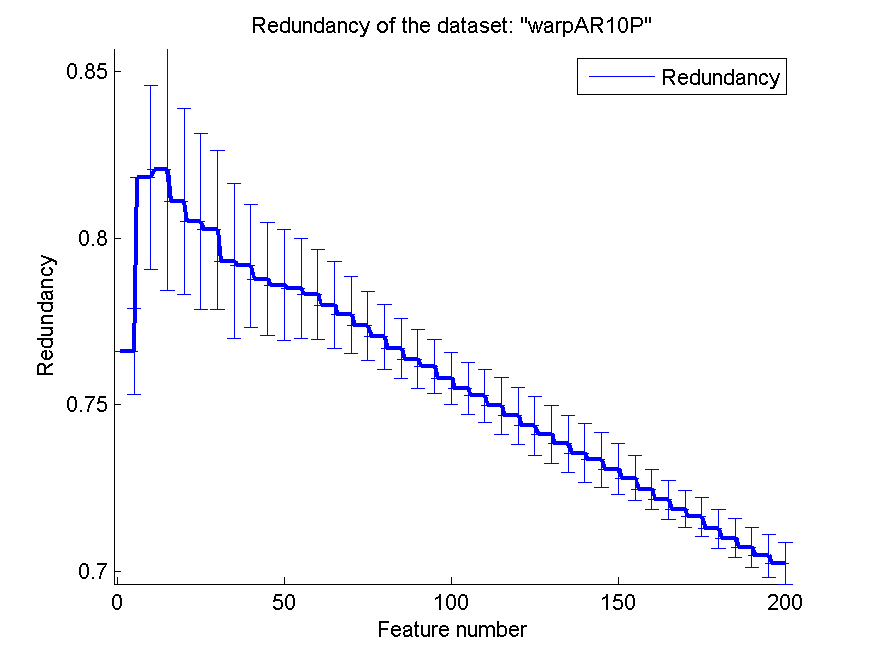 Redundancy of the dataset: "warpAR10P"
Redundancy
0.85
0.8
0.75
0.7
Redundancy
0 50 100 150 200
Feature number